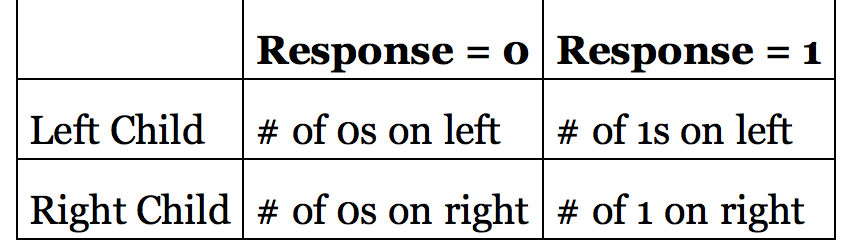 Response = 0 Response = 1
Left Child # of 0s on left # of 1s on left
Right Child # of 0s on right # of 1 on right